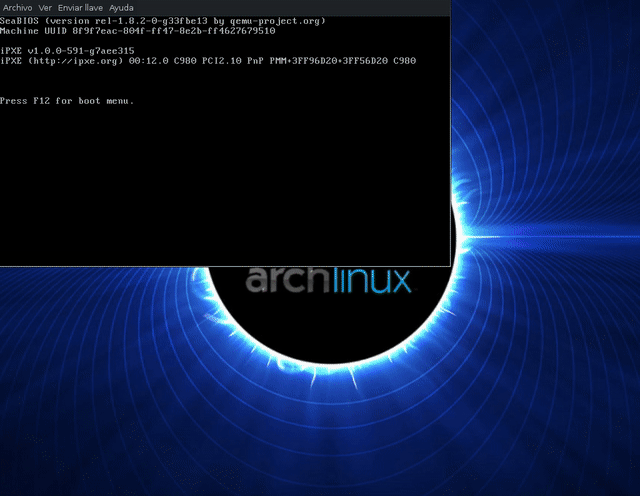 Archivo Ver Enviar llave Ayuda
SeaBIOS (version rel-1.8.2-0-g33fbe13 by qemu-project.org)
Machine UUID 8f9f7eac-804f-ff47-8e2b-ff4627679510
iPXE v1.0.0-591-g7aee315
iPXE (http://ipxe.org) 00:12.0 C980 PCI2.10 PnP PMM+3FF96D20+3FF56D20 C980
Press F12 for boot menu.
archlinux